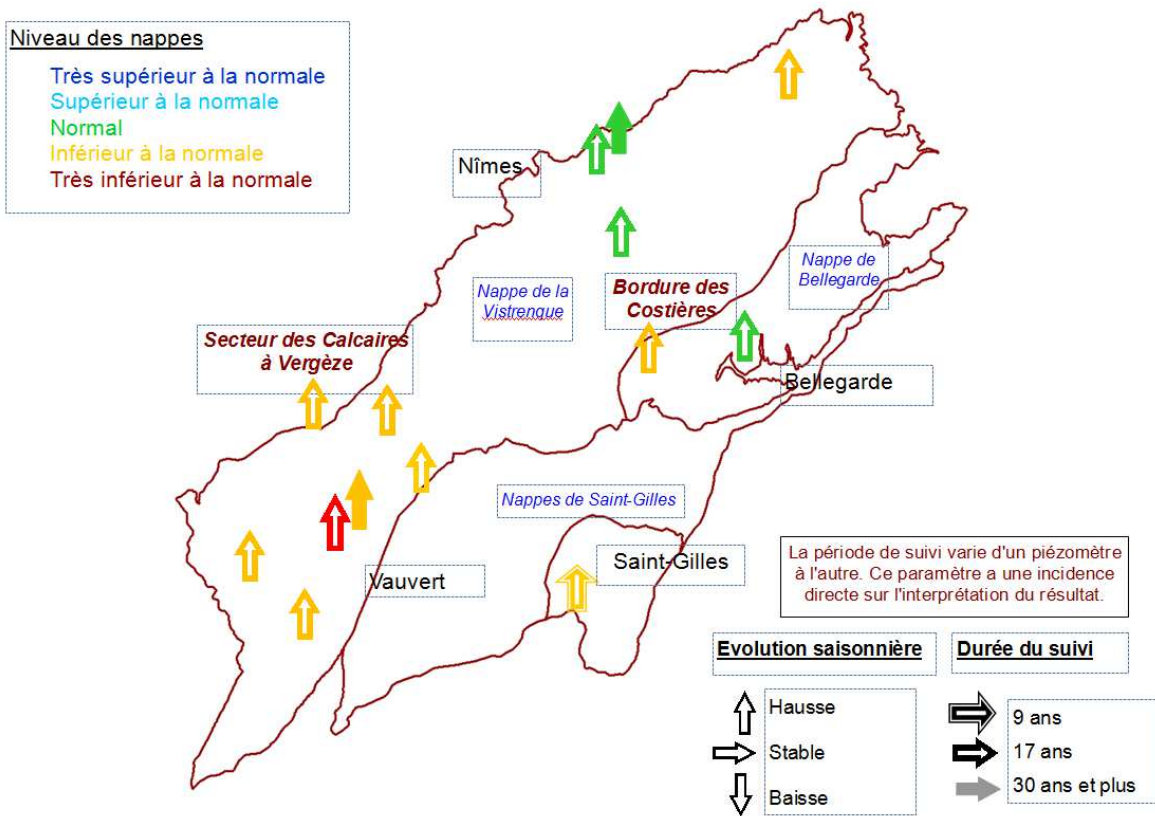 Niveau des nappes
Très supérieur à la normale
Supérieur à la normale
Normal
Inférieur à la normale
Très inférieur à la normale
Nîmes
Nappe de la
Vistrenque
Bordure des
Costières
Nappe de
Bellegarde
Secteur des Calcaires
à Vergèze
Bellegarde
Nappes de Saint-Gilles
Vauvert
Saint-Gilles
La période de suivi varie d'un piézomètre
à l'autre. Ce paramètre a une incidence
directe sur l'interprétation du résultat.
Evolution saisonnière
Hausse
Stable
Baisse
Durée du suivi
9 ans
17 ans
30 ans et plus